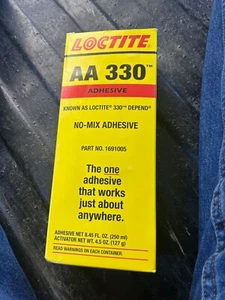 LOCTITE
AA 330™
ADHESIVE
KNOWN AS LOCTITE® 330™ DEPEND®
NO-MIX ADHESIVE
PART NO. 1691005
The one
adhesive
that works
just about
anywhere.
ADHESIVE NET 8.45 FL. OZ. (250 ml)
ACTIVATOR NET WT. 4.5 OZ. (127 g)
READ WARNINGS ON EACH CONTAINER.